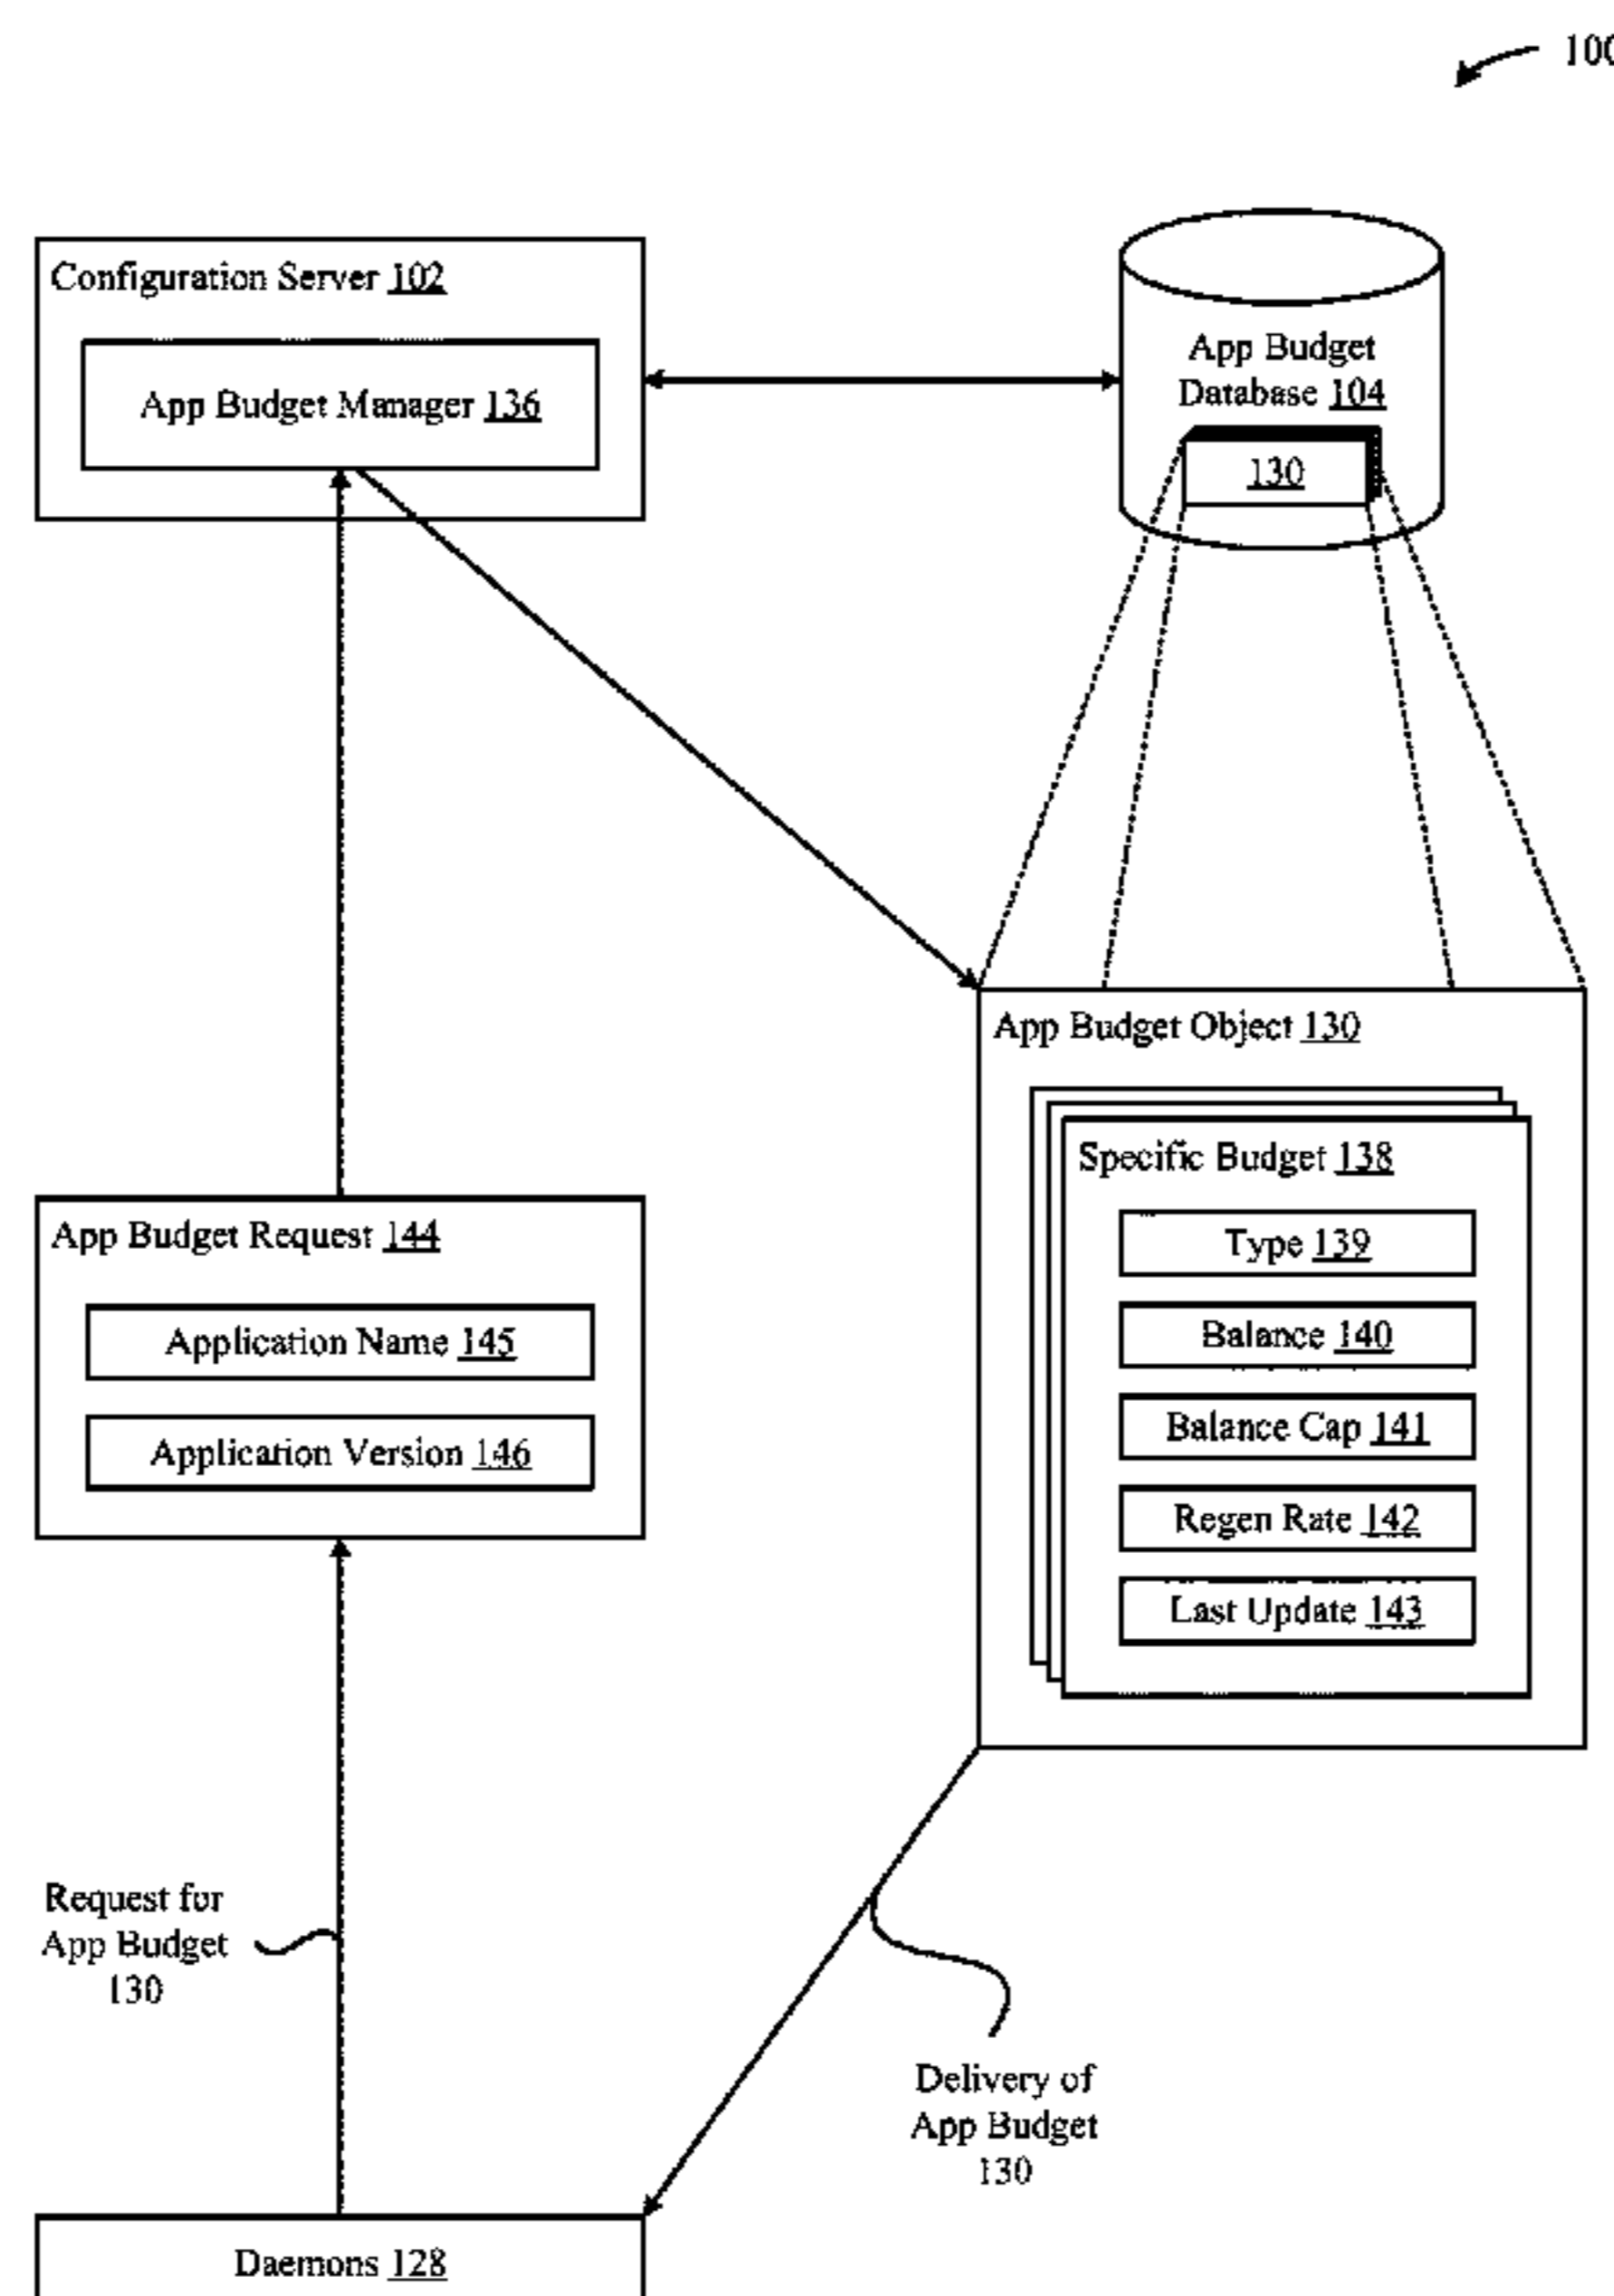 100
Configuration Server 102
App Budget Manager 136
App Budget
Database 104
130
App Budget Object 130
Specific Budget 138
Type 139
Balance 140
Balance Cap 141
Regen Rate 142
Last Update 143
App Budget Request 144
Application Name 145
Application Version 146
Request for
App Budget
130
Delivery of
App Budget
130
Daemons 128